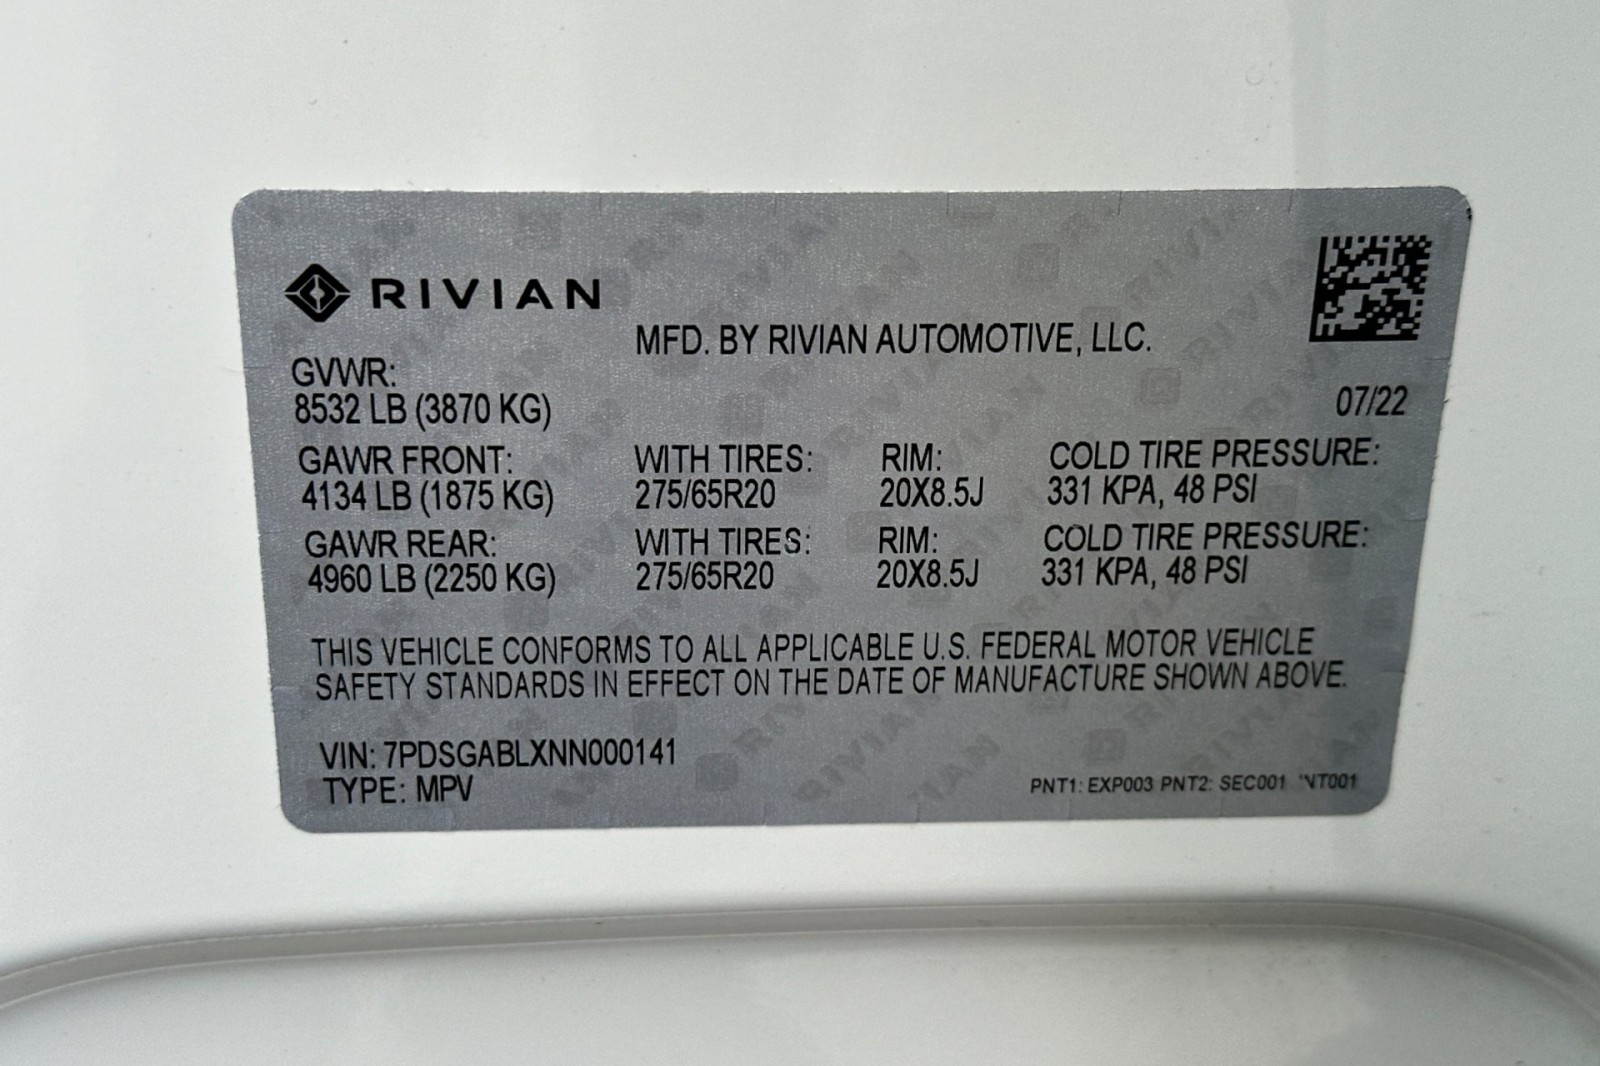 RIVIAN
MFD. BY RIVIAN AUTOMOTIVE, LLC.
GVWR:
8532 LB (3870 KG)
07/22
GAWR FRONT: WITH TIRES: RIM: COLD TIRE PRESSURE:
4134 LB (1875 KG) 275/65R20 20X8.5J 331 KPA, 48 PSI
GAWR REAR: WITH TIRES: RIM: COLD TIRE PRESSURE:
4960 LB (2250 KG) 275/65R20 20X8.5J 331 KPA, 48 PSI
THIS VEHICLE CONFORMS TO ALL APPLICABLE U.S. FEDERAL MOTOR VEHICLE
SAFETY STANDARDS IN EFFECT ON THE DATE OF MANUFACTURE SHOWN ABOVE.
VIN: 7PDSGABLXNN000141
TYPE: MPV
PNT1: EXP003 PNT2: SEC001